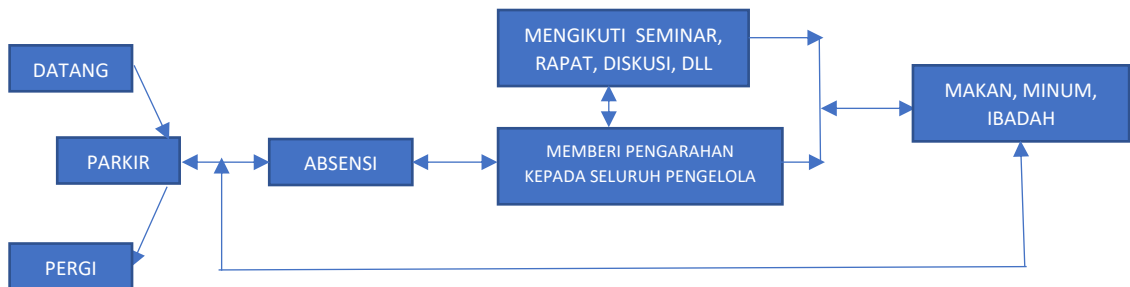 DATANG
PARKIR
PERGI
ABSENSI
MENGIKUTI SEMINAR,
RAPAT, DISKUSI, DLL
MEMBERI PENGARAHAN
KEPADA SELURUH PENGELOLA
MAKAN, MINUM,
IBADAH